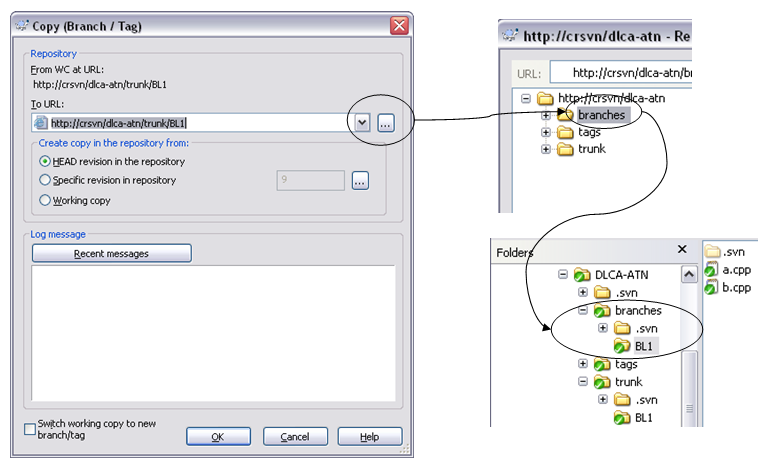 Copy (Branch / Tag)
Repository
From WC at URL:
http://crsvn/dlca-atn/trunk/BL1
To URL:
http://crsvn/dlca-atn/trunk/BL1
...
Create copy in the repository from:
HEAD revision in the repository
Specific revision in repository
9
...
Working copy
Log message
Recent messages
Switch working copy to new
branch/tag
OK
Cancel
Help
http://crsvn/dlca-atn - Re
URL:
http://crsvn/dlca-atn/br
http://crsvn/dlca-atn
branches
tags
trunk
Folders
DLCA-ATN
.svn
branches
.svn
BL1
tags
trunk
.svn
BL1
.svn
a.cpp
b.cpp